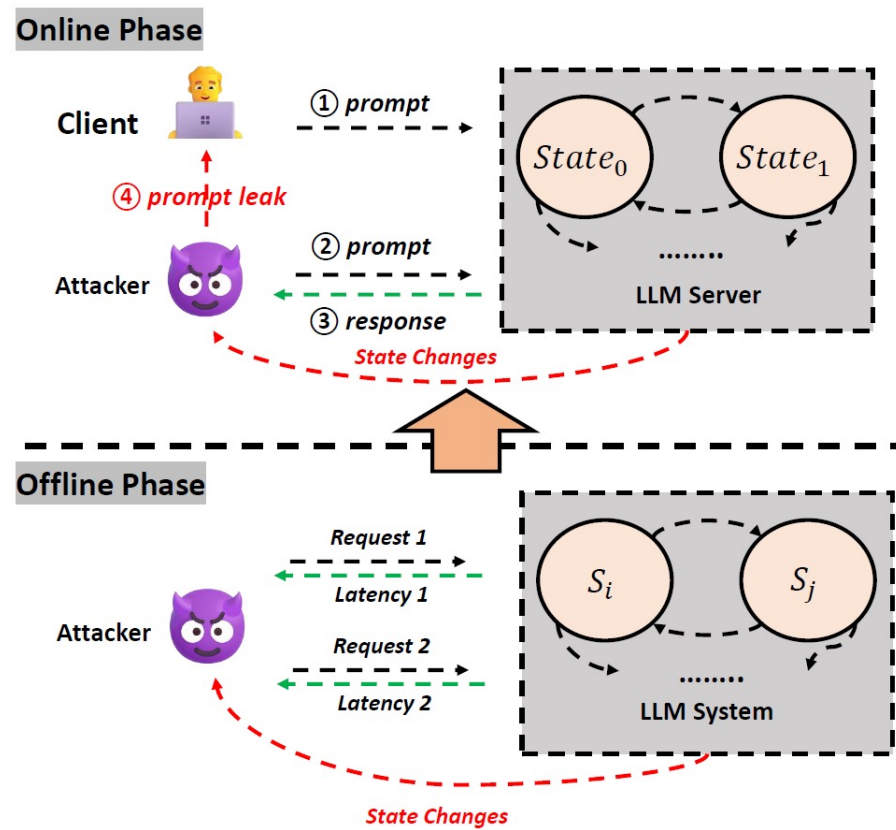 Online Phase
Client
① prompt
④ prompt leak
Attacker
② prompt
③ response
State Changes
State₀
State₁
........
LLM Server
Offline Phase
Attacker
Request 1
Latency 1
Request 2
Latency 2
State Changes
Sᵢ
Sⱼ
........
LLM System